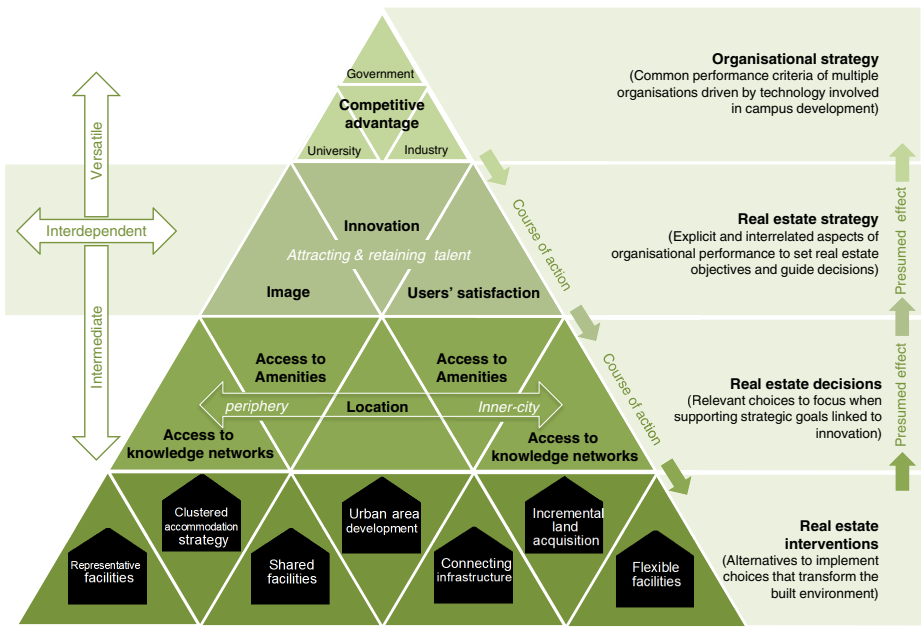 Government
Competitive
advantage
University
Industry
Organisational strategy
(Common performance criteria of multiple
organisations driven by technology involved
in campus development)
Versatile
Interdependent
Intermediate
Innovation
Attracting & retaining talent
Image
Users' satisfaction
Course of action
Real estate strategy
(Explicit and interrelated aspects of
organisational performance to set real estate
objectives and guide decisions)
Presumed effect
Access to
Amenities
Access to
Amenities
periphery
Location
Inner-city
Access to
knowledge networks
Access to
knowledge networks
Course of action
Real estate decisions
(Relevant choices to focus when
supporting strategic goals linked to
innovation)
Presumed effect
Representative
facilities
Clustered
accommodation
strategy
Shared
facilities
Urban area
development
Connecting
infrastructure
Incremental
land
acquisition
Flexible
facilities
Real estate
interventions
(Alternatives to implement
choices that transform the
built environment)